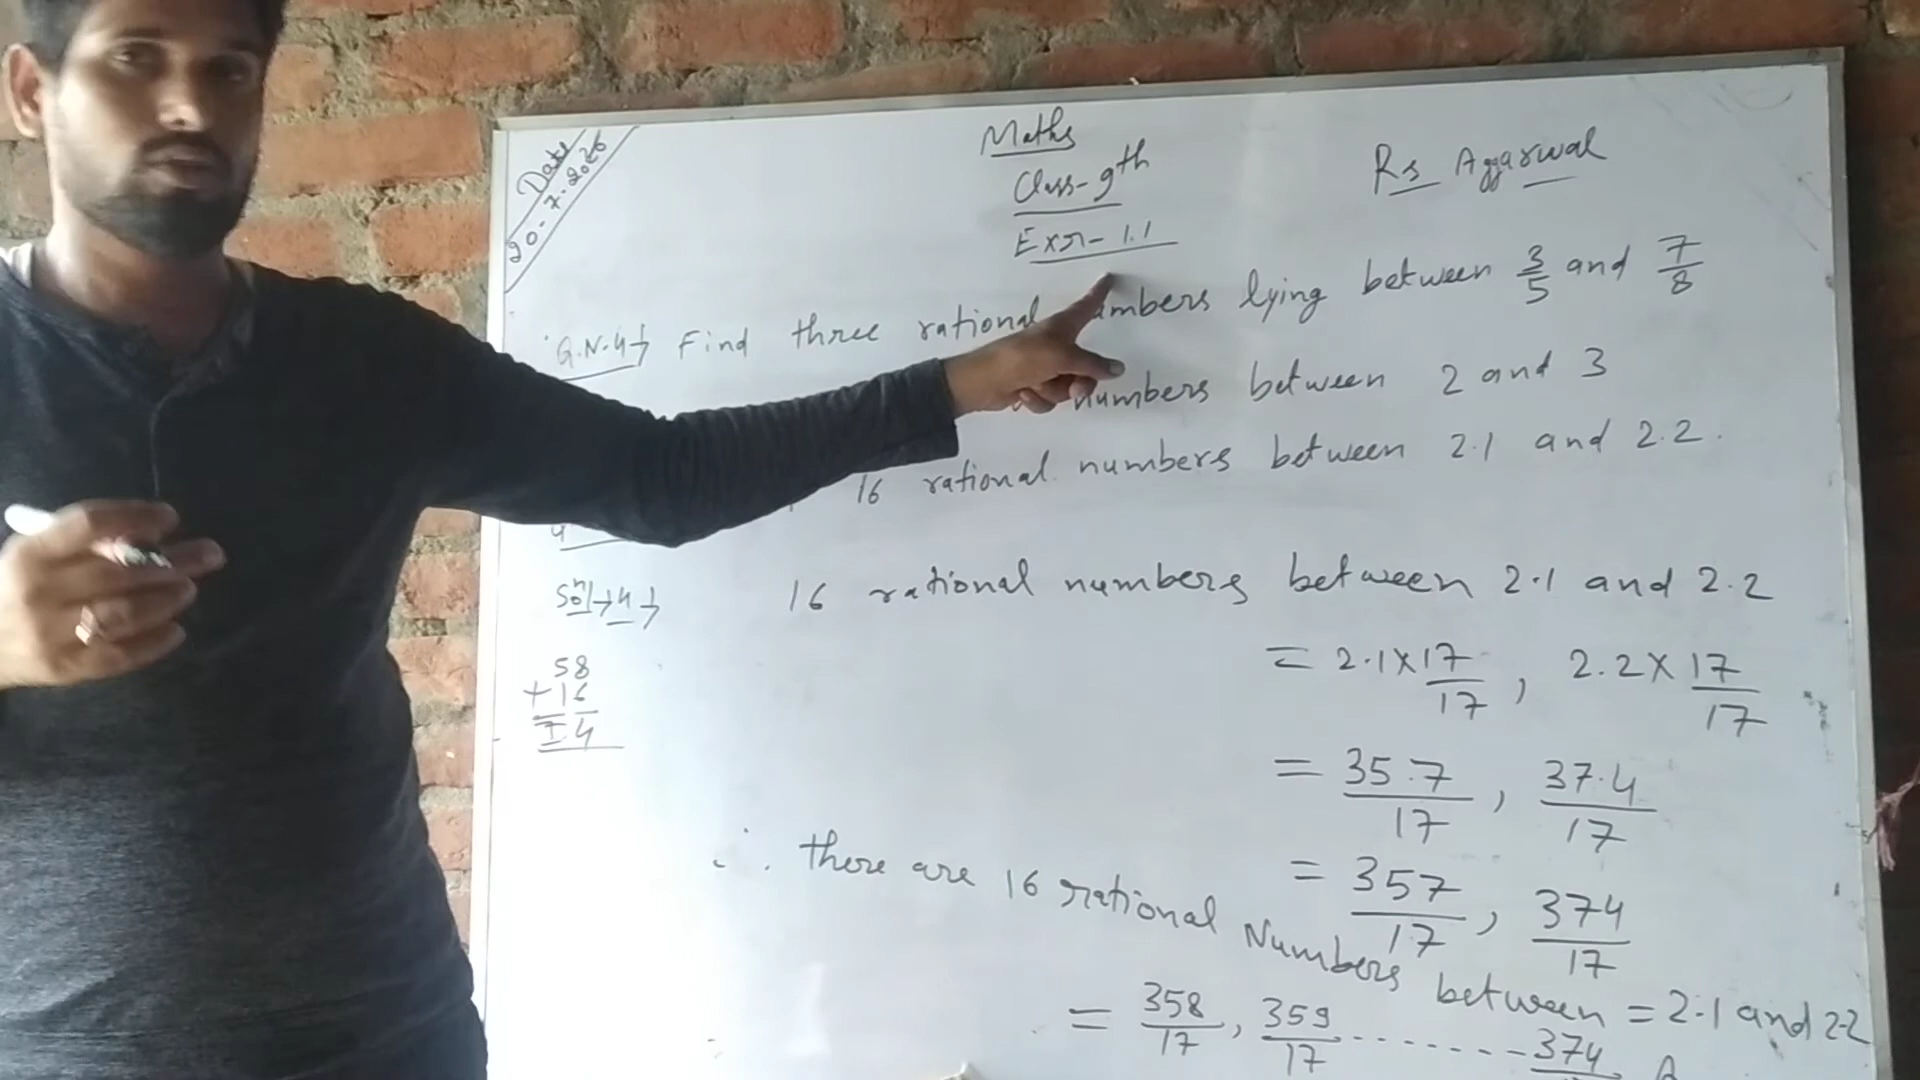 Date
20-7-2026
Maths
Class-9th
Exr-1.1
Rs Aggarwal
Q.N.4→ Find three rational numbers lying between 3/5 and 7/8
numbers between 2 and 3
16 rational numbers between 2.1 and 2.2.
4
Soln→4→ 16 rational numbers between 2.1 and 2.2
58
+16
74
= 2.1×17/17, 2.2×17/17
= 35.7/17, 37.4/17
= 357/17, 374/17
∴ there are 16 rational Numbers between = 2.1 and 2.2
= 358/17, 359/17 ------- 374